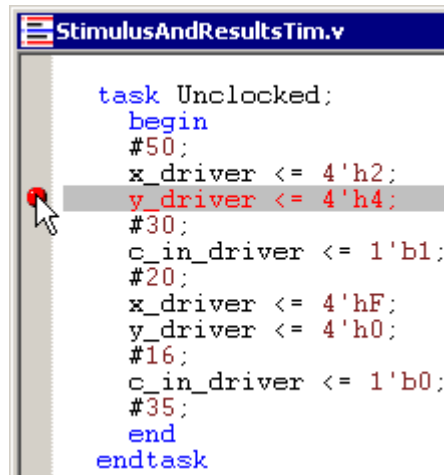 StimulusAndResultsTim.v
task Unclocked;
begin
#50;
x_driver <= 4'h2;
y_driver <= 4'h4;
#30;
c_in_driver <= 1'b1;
#20;
x_driver <= 4'hF;
y_driver <= 4'h0;
#16;
c_in_driver <= 1'b0;
#35;
end
endtask